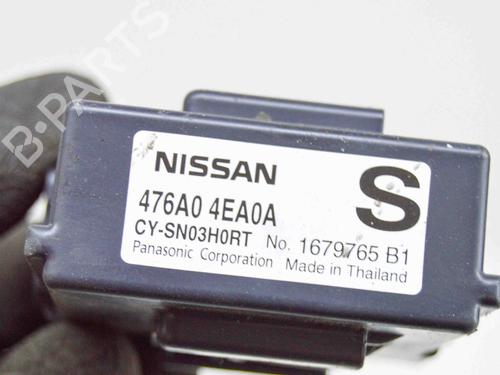 B-PARTS
NISSAN
S
476A0 4EA0A
CY-SN03H0RT No. 1679765 B1
Panasonic Corporation Made in Thailand